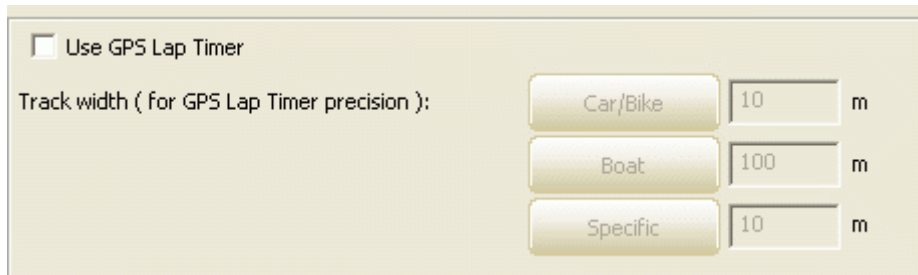 Use GPS Lap Timer
Track width ( for GPS Lap Timer precision ): Car/Bike 10 m
Boat 100 m
Specific 10 m